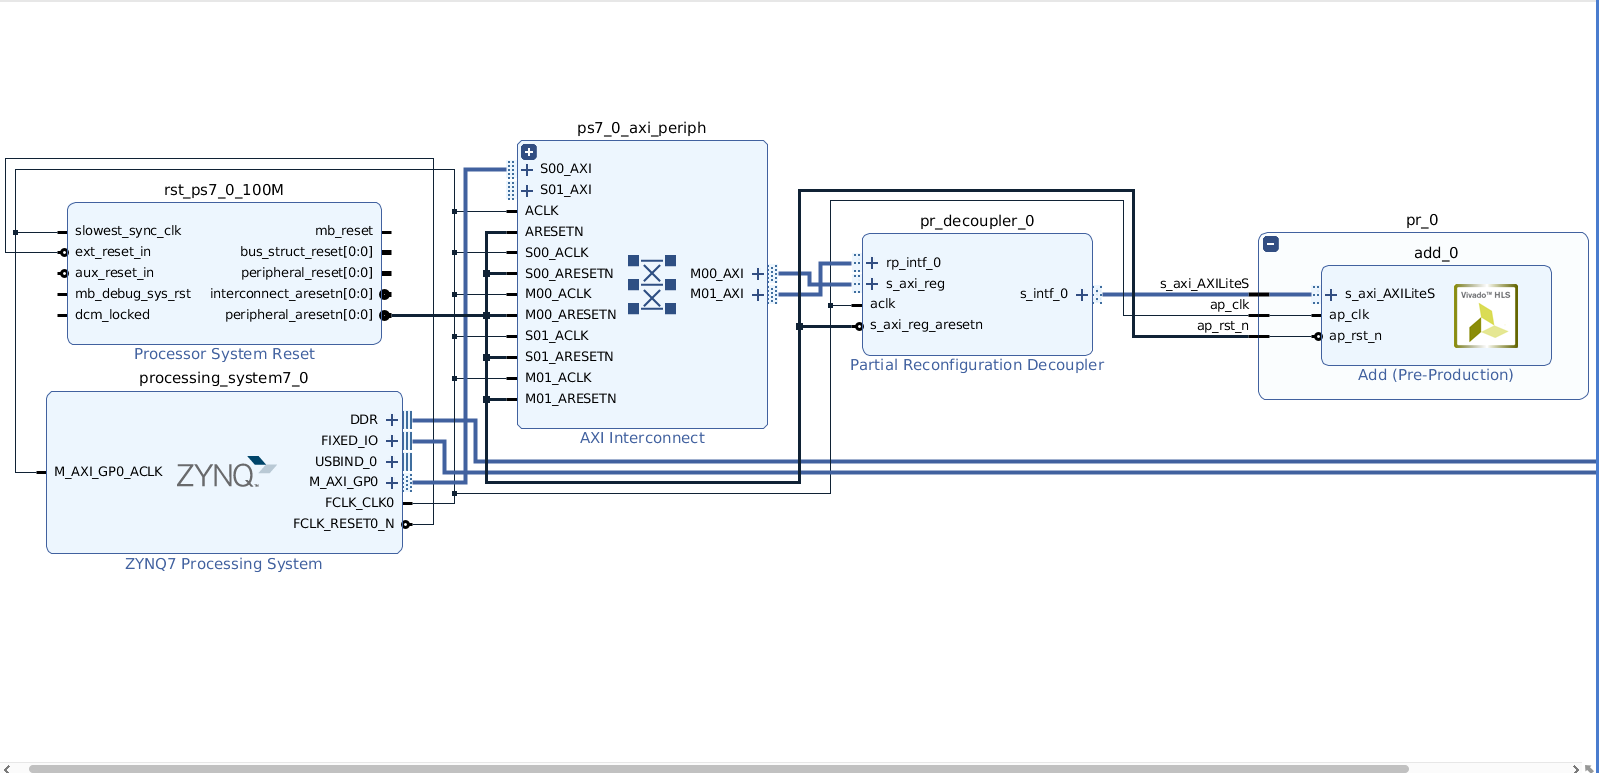 rst_ps7_0_100M
slowest_sync_clk
ext_reset_in
aux_reset_in
mb_debug_sys_rst
dcm_locked
mb_reset
bus_struct_reset[0:0]
peripheral_reset[0:0]
interconnect_aresetn[0:0]
peripheral_aresetn[0:0]
Processor System Reset
processing_system7_0
M_AXI_GP0_ACLK
ZYNQ
DDR
FIXED_IO
USBIND_0
M_AXI_GP0
FCLK_CLK0
FCLK_RESET0_N
ZYNQ7 Processing System
ps7_0_axi_periph
S00_AXI
S01_AXI
ACLK
ARESETN
S00_ACLK
S00_ARESETN
M00_ACLK
M00_ARESETN
S01_ACLK
S01_ARESETN
M01_ACLK
M01_ARESETN
M00_AXI
M01_AXI
AXI Interconnect
pr_decoupler_0
rp_intf_0
s_axi_reg
aclk
s_axi_reg_aresetn
s_intf_0
Partial Reconfiguration Decoupler
s_axi_AXILiteS
ap_clk
ap_rst_n
pr_0
add_0
s_axi_AXILiteS
ap_clk
ap_rst_n
Vivado™ HLS
Add (Pre-Production)